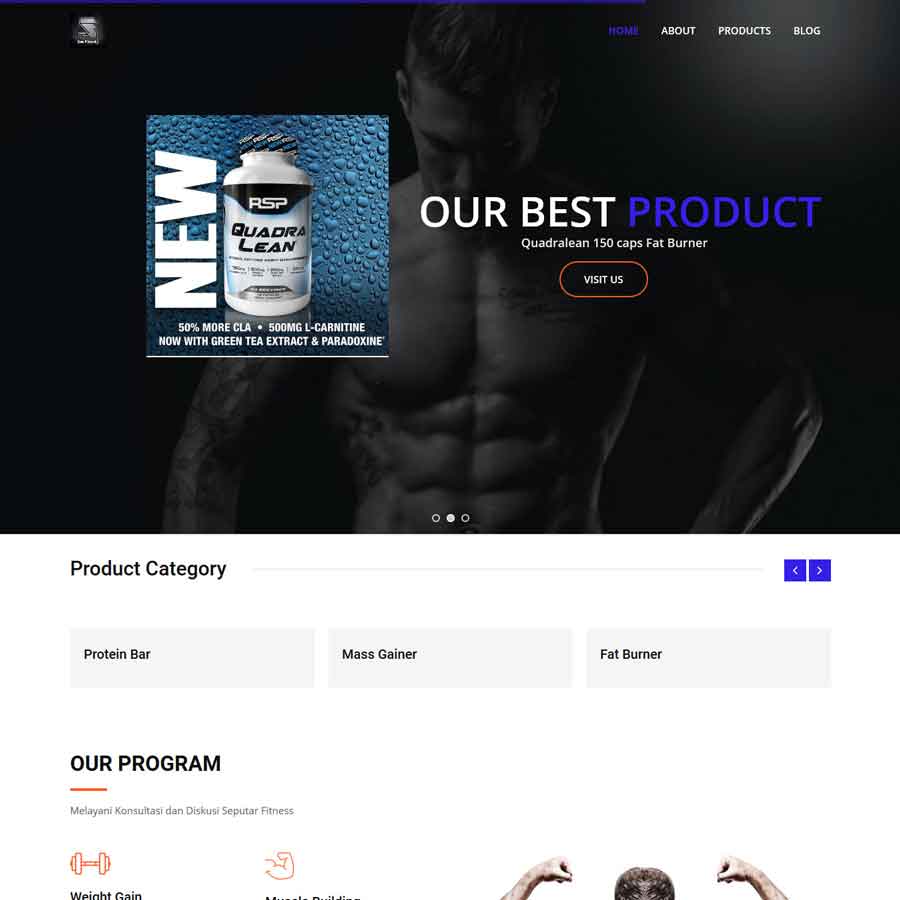 HOME ABOUT PRODUCTS BLOG
NEW
RSP
QUADRA
LEAN
50% MORE CLA • 500MG L-CARNITINE
NOW WITH GREEN TEA EXTRACT & PARADOXINE
OUR BEST PRODUCT
Quadralean 150 caps Fat Burner
VISIT US
Product Category
Protein Bar
Mass Gainer
Fat Burner
OUR PROGRAM
Melayani Konsultasi dan Diskusi Seputar Fitness
Weight Gain
Muscle Building